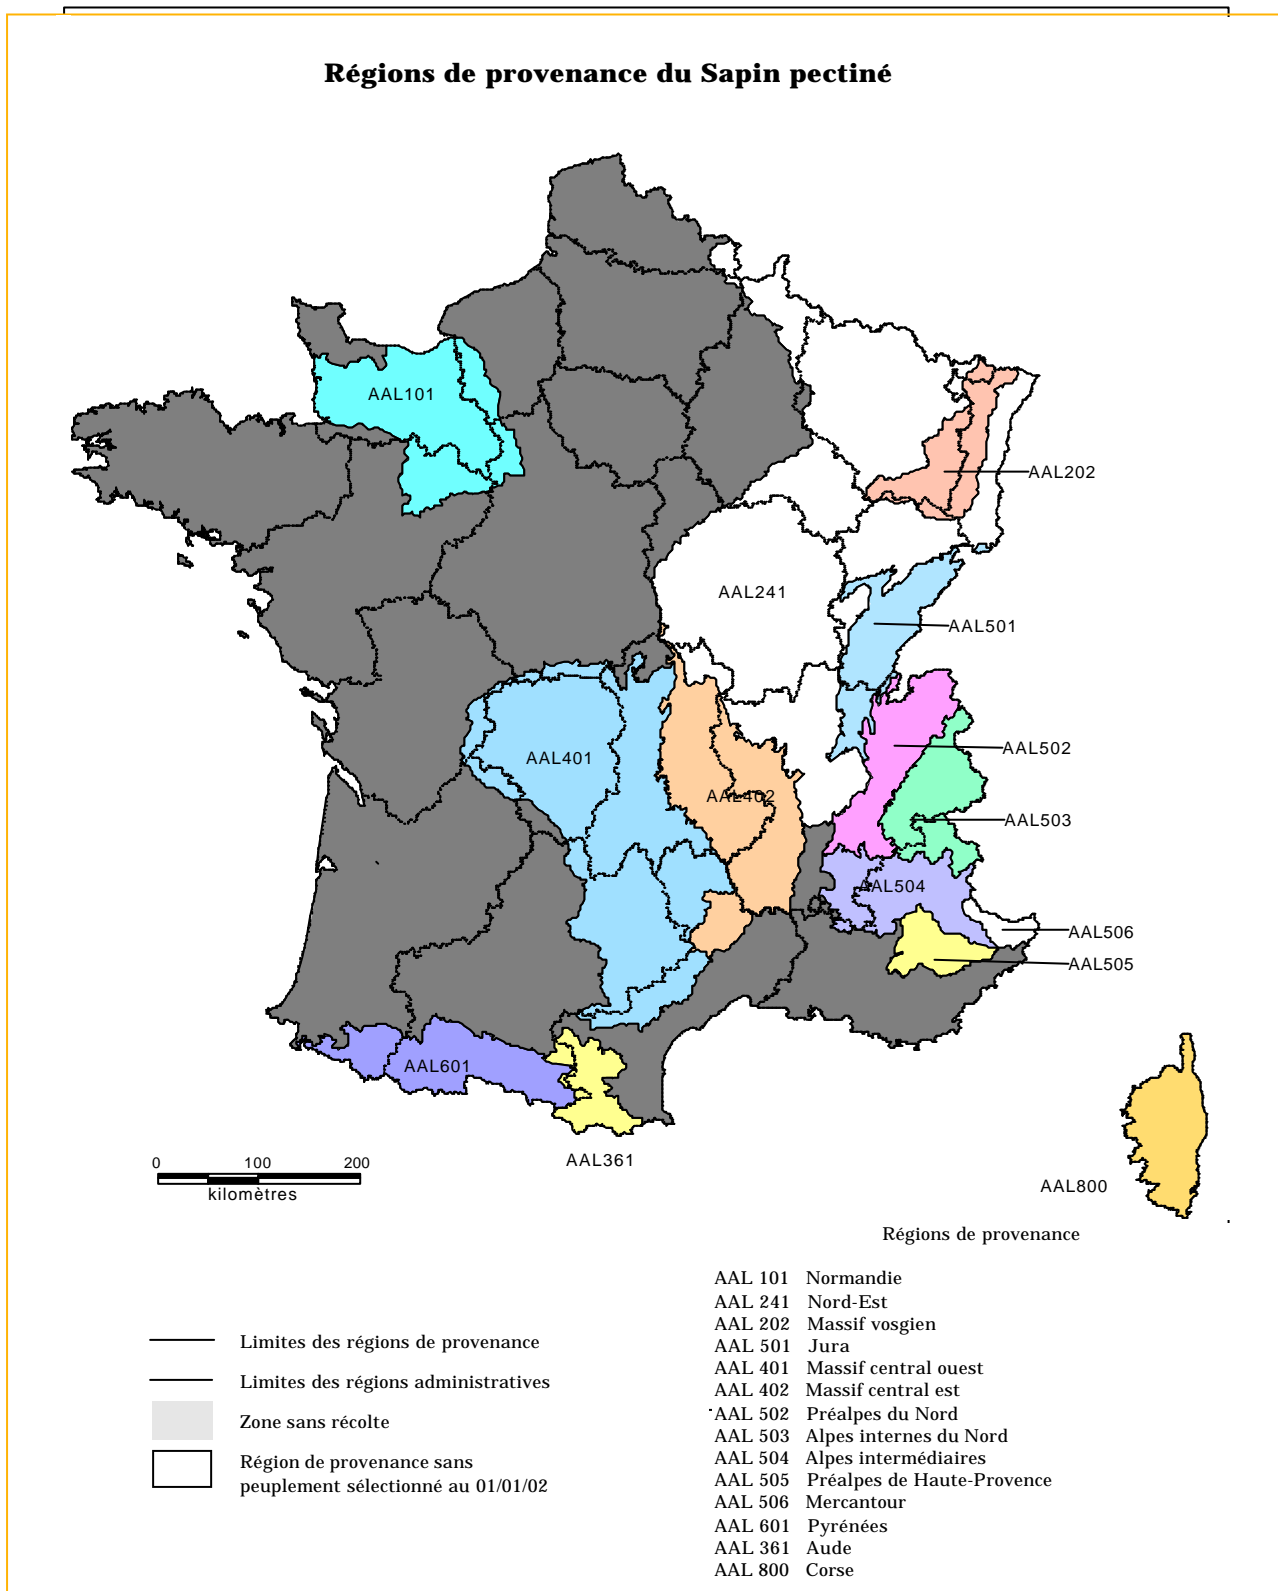 Régions de provenance du Sapin pectiné
AAL101
AAL202
AAL241
AAL501
AAL401
AAL502
AAL402
AAL503
AAL504
AAL506
AAL505
AAL601
AAL361
AAL800
0 100 200
kilomètres
Régions de provenance
AAL 101 Normandie
AAL 241 Nord-Est
AAL 202 Massif vosgien
AAL 501 Jura
AAL 401 Massif central ouest
AAL 402 Massif central est
AAL 502 Préalpes du Nord
AAL 503 Alpes internes du Nord
AAL 504 Alpes intermédiaires
AAL 505 Préalpes de Haute-Provence
AAL 506 Mercantour
AAL 601 Pyrénées
AAL 361 Aude
AAL 800 Corse
Limites des régions de provenance
Limites des régions administratives
Zone sans récolte
Région de provenance sans
peuplement sélectionné au 01/01/02